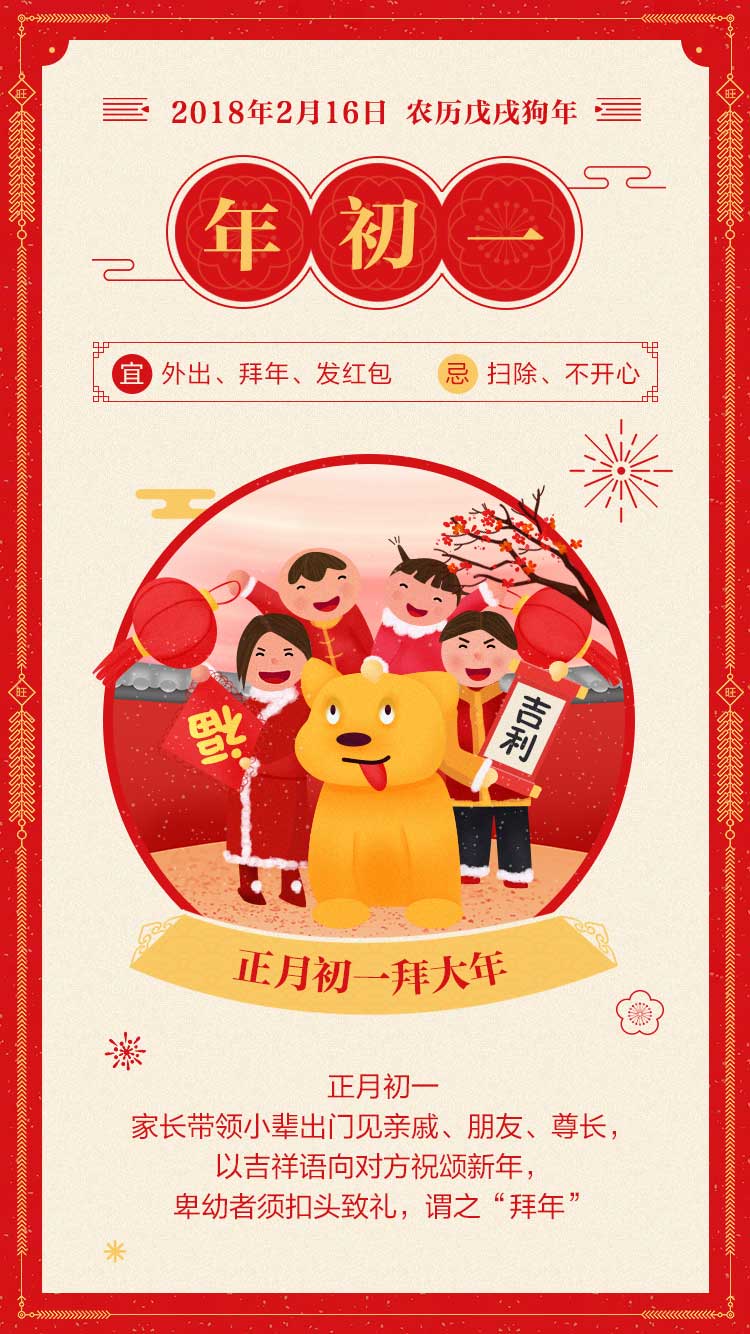 2018年2月16日 农历戊戌狗年
年初一
宜 外出、拜年、发红包 忌 扫除、不开心
旺 旺
福
吉利
旺 旺
正月初一拜大年
正月初一
家长带领小辈出门见亲戚、朋友、尊长，
以吉祥语向对方祝颂新年，
卑幼者须扣头致礼，谓之“拜年”